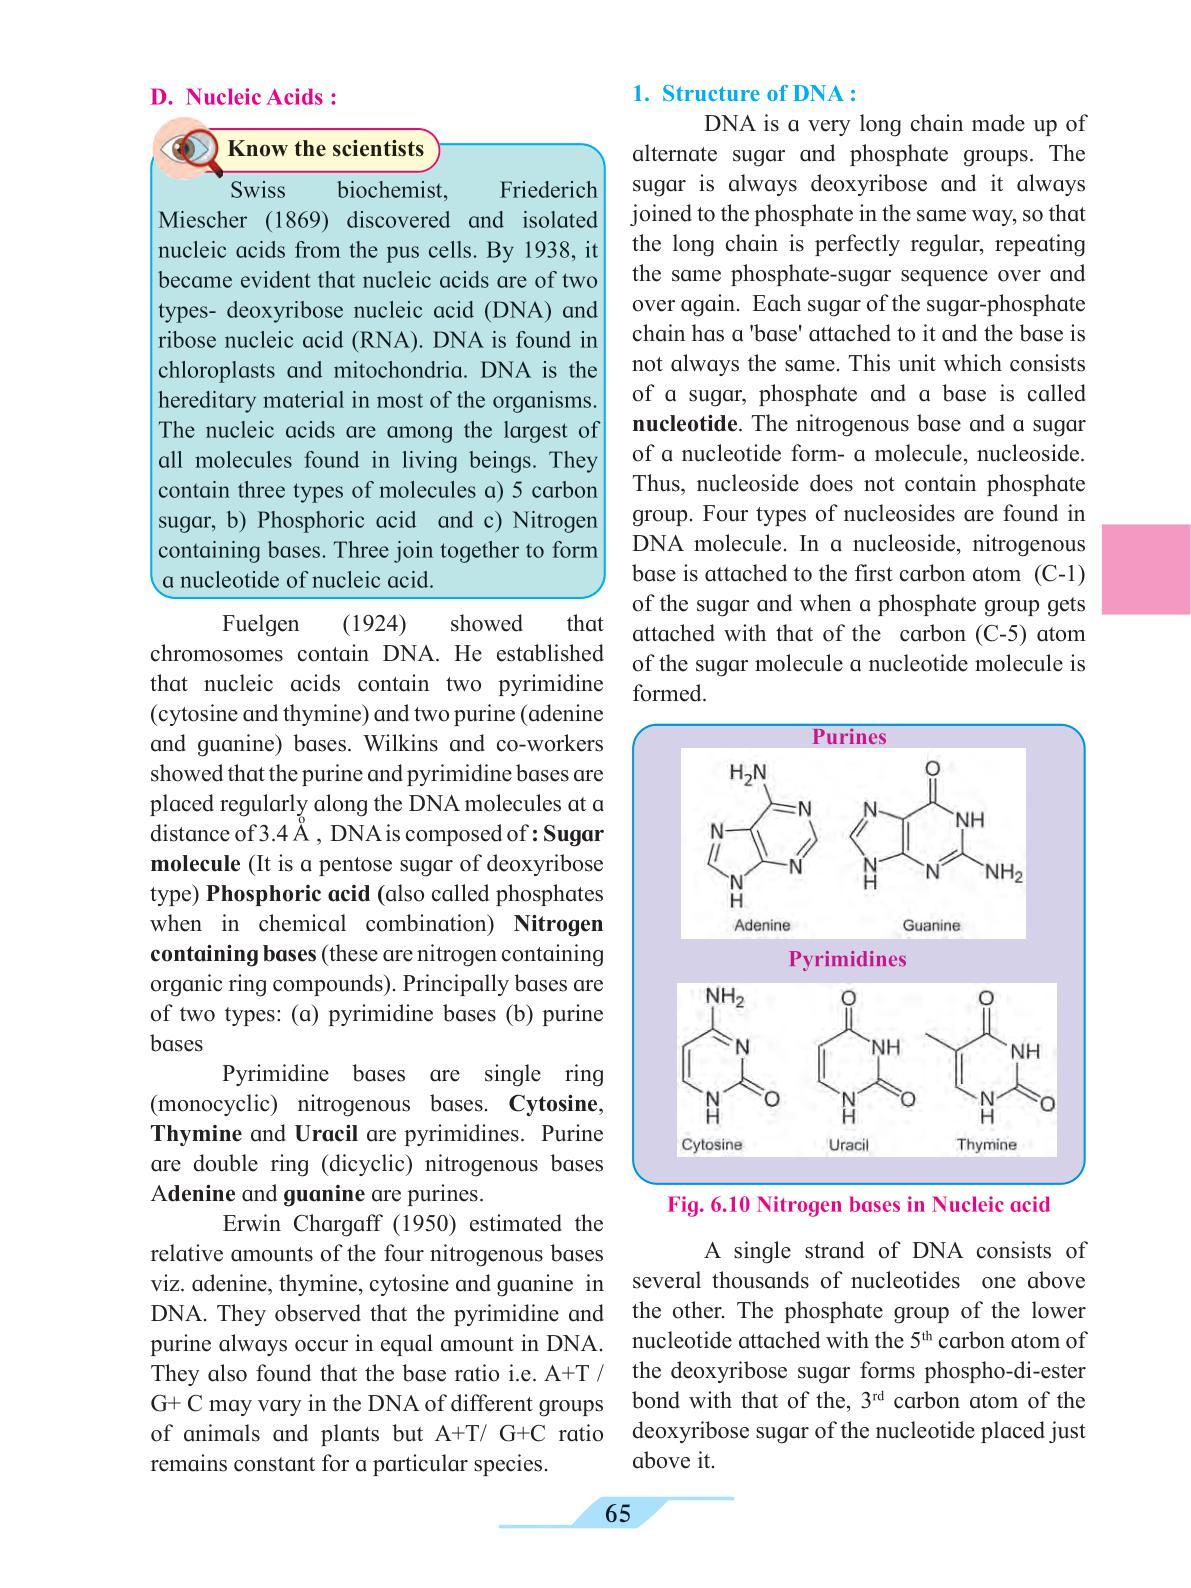 D. Nucleic Acids :
Know the scientists
Swiss biochemist, Friederich
Miescher (1869) discovered and isolated
nucleic acids from the pus cells. By 1938, it
became evident that nucleic acids are of two
types- deoxyribose nucleic acid (DNA) and
ribose nucleic acid (RNA). DNA is found in
chloroplasts and mitochondria. DNA is the
hereditary material in most of the organisms.
The nucleic acids are among the largest of
all molecules found in living beings. They
contain three types of molecules a) 5 carbon
sugar, b) Phosphoric acid and c) Nitrogen
containing bases. Three join together to form
a nucleotide of nucleic acid.
Fuelgen (1924) showed that
chromosomes contain DNA. He established
that nucleic acids contain two pyrimidine
(cytosine and thymine) and two purine (adenine
and guanine) bases. Wilkins and co-workers
showed that the purine and pyrimidine bases are
placed regularly along the DNA molecules at a
distance of 3.4 Å , DNA is composed of : Sugar
molecule (It is a pentose sugar of deoxyribose
type) Phosphoric acid (also called phosphates
when in chemical combination) Nitrogen
containing bases (these are nitrogen containing
organic ring compounds). Principally bases are
of two types: (a) pyrimidine bases (b) purine
bases
Pyrimidine bases are single ring
(monocyclic) nitrogenous bases. Cytosine,
Thymine and Uracil are pyrimidines. Purine
are double ring (dicyclic) nitrogenous bases
Adenine and guanine are purines.
Erwin Chargaff (1950) estimated the
relative amounts of the four nitrogenous bases
viz. adenine, thymine, cytosine and guanine in
DNA. They observed that the pyrimidine and
purine always occur in equal amount in DNA.
They also found that the base ratio i.e. A+T /
G+ C may vary in the DNA of different groups
of animals and plants but A+T/ G+C ratio
remains constant for a particular species.
1. Structure of DNA :
DNA is a very long chain made up of
alternate sugar and phosphate groups. The
sugar is always deoxyribose and it always
joined to the phosphate in the same way, so that
the long chain is perfectly regular, repeating
the same phosphate-sugar sequence over and
over again. Each sugar of the sugar-phosphate
chain has a 'base' attached to it and the base is
not always the same. This unit which consists
of a sugar, phosphate and a base is called
nucleotide. The nitrogenous base and a sugar
of a nucleotide form- a molecule, nucleoside.
Thus, nucleoside does not contain phosphate
group. Four types of nucleosides are found in
DNA molecule. In a nucleoside, nitrogenous
base is attached to the first carbon atom (C-1)
of the sugar and when a phosphate group gets
attached with that of the carbon (C-5) atom
of the sugar molecule a nucleotide molecule is
formed.
Purines
H₂N N N N N H
O N NH N H N NH₂
Adenine Guanine
Pyrimidines
NH₂ N N H O
O NH N H O
O NH N H O
Cytosine Uracil Thymine
Fig. 6.10 Nitrogen bases in Nucleic acid
A single strand of DNA consists of
several thousands of nucleotides one above
the other. The phosphate group of the lower
nucleotide attached with the 5th carbon atom of
the deoxyribose sugar forms phospho-di-ester
bond with that of the, 3rd carbon atom of the
deoxyribose sugar of the nucleotide placed just
above it.
65